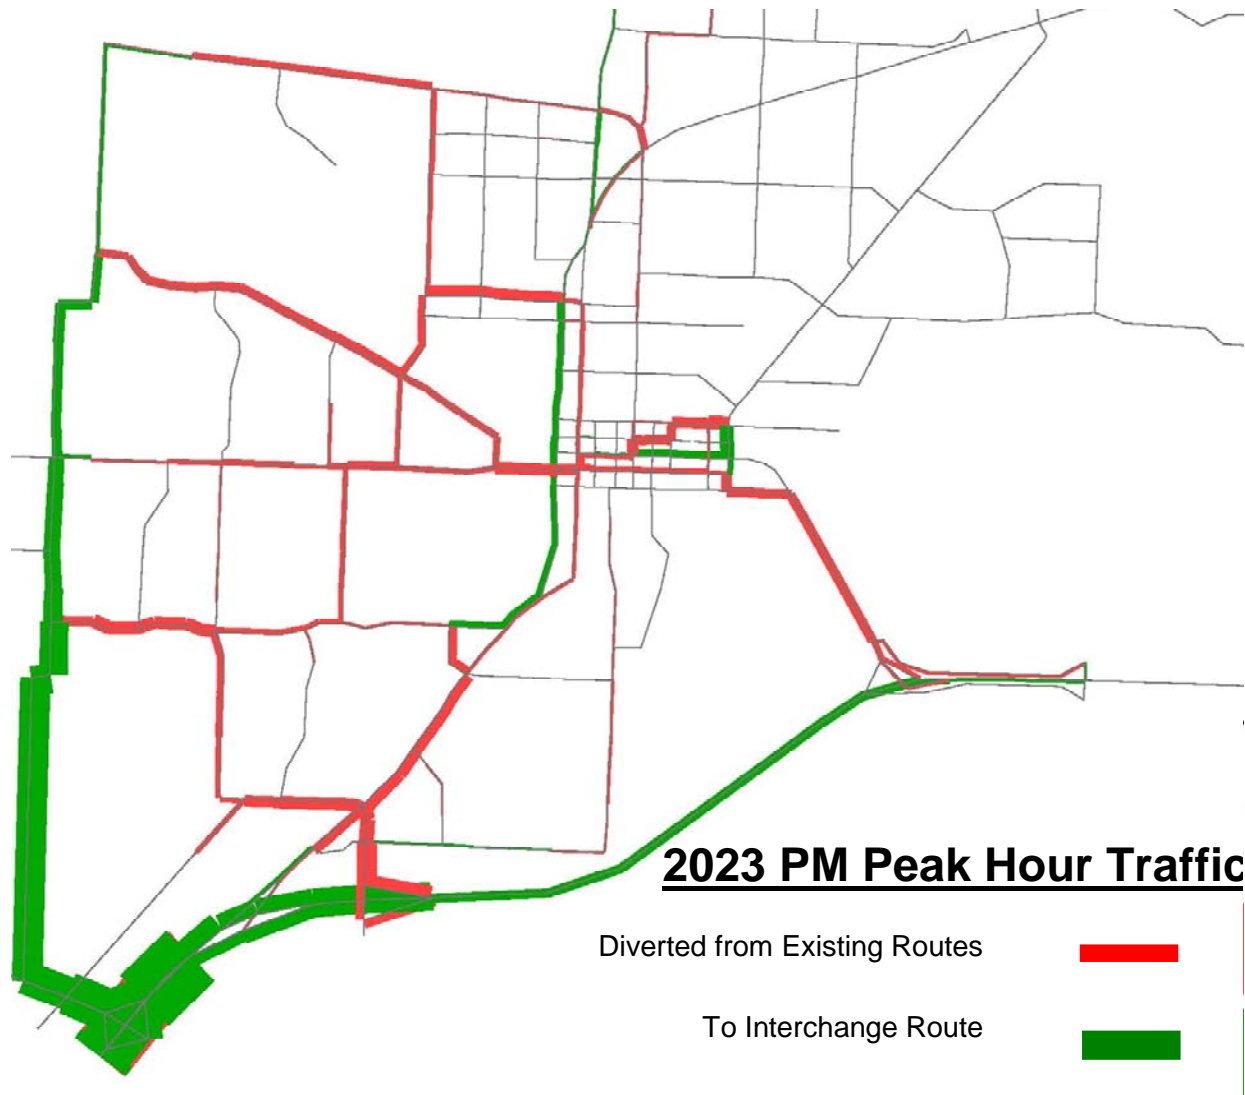 2023 PM Peak Hour Traffic
Diverted from Existing Routes
To Interchange Route